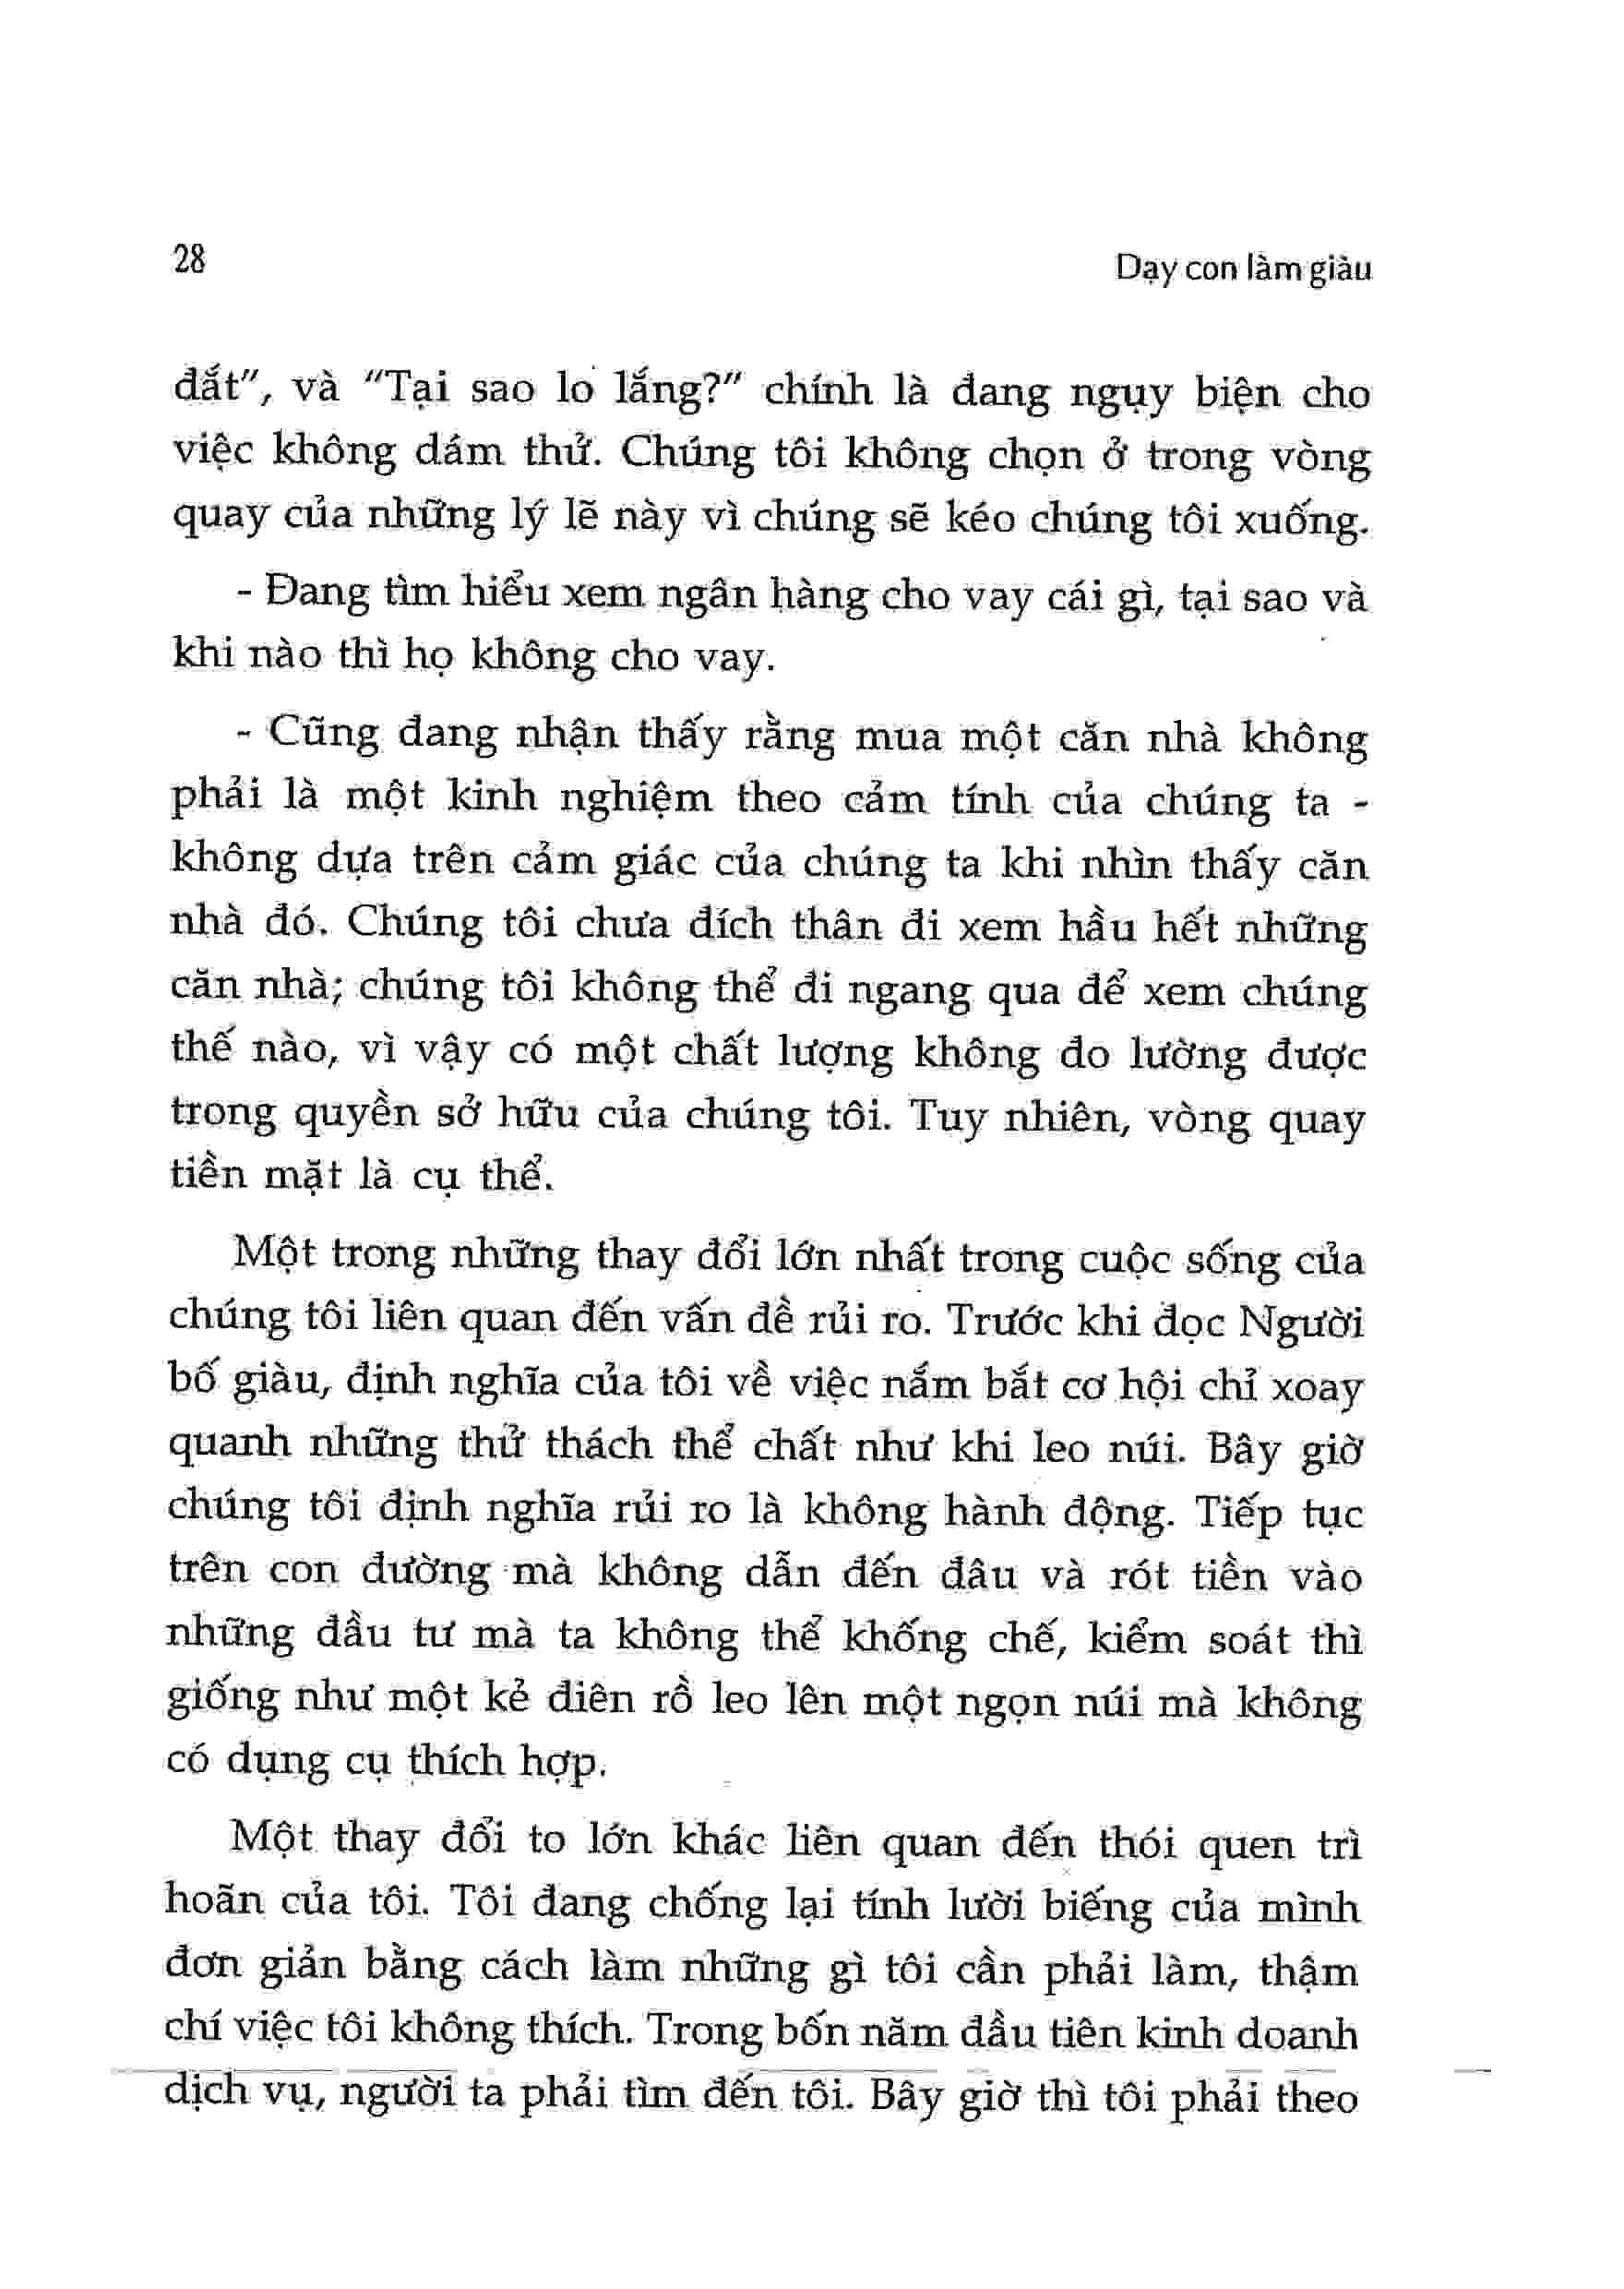 28
Dạy con làm giàu
đắt", và "Tại sao lo lắng?" chính là đang ngụy biện cho
việc không dám thử. Chúng tôi không chọn ở trong vòng
quay của những lý lẽ này vì chúng sẽ kéo chúng tôi xuống.
- Đang tìm hiểu xem ngân hàng cho vay cái gì, tại sao và
khi nào thì họ không cho vay.
- Cũng đang nhận thấy rằng mua một căn nhà không
phải là một kinh nghiệm theo cảm tính của chúng ta -
không dựa trên cảm giác của chúng ta khi nhìn thấy căn
nhà đó. Chúng tôi chưa đích thân đi xem hầu hết những
căn nhà; chúng tôi không thể đi ngang qua để xem chúng
thế nào, vì vậy có một chất lượng không đo lường được
trong quyền sở hữu của chúng tôi. Tuy nhiên, vòng quay
tiền mặt là cụ thể.
Một trong những thay đổi lớn nhất trong cuộc sống của
chúng tôi liên quan đến vấn đề rủi ro. Trước khi đọc Người
bố giàu, định nghĩa của tôi về việc nắm bắt cơ hội chỉ xoay
quanh những thử thách thể chất như khi leo núi. Bây giờ
chúng tôi định nghĩa rủi ro là không hành động. Tiếp tục
trên con đường mà không dẫn đến đâu và rót tiền vào
những đầu tư mà ta không thể khống chế, kiểm soát thì
giống như một kẻ điên rồ leo lên một ngọn núi mà không
có dụng cụ thích hợp.
Một thay đổi to lớn khác liên quan đến thói quen trì
hoãn của tôi. Tôi đang chống lại tính lười biếng của mình
đơn giản bằng cách làm những gì tôi cần phải làm, thậm
chí việc tôi không thích. Trong bốn năm đầu tiên kinh doanh
dịch vụ, người ta phải tìm đến tôi. Bây giờ thì tôi phải theo